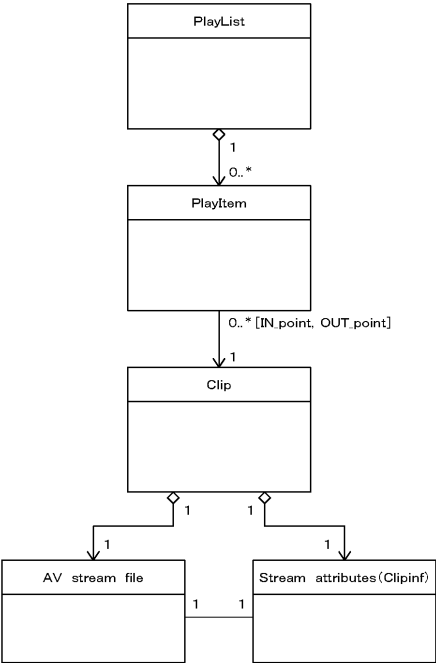 PlayList
1
0..*
PlayItem
0..* [IN_point, OUT_point]
1
Clip
1 1
1 1
AV stream file
Stream attributes(Clipinf)
1 1